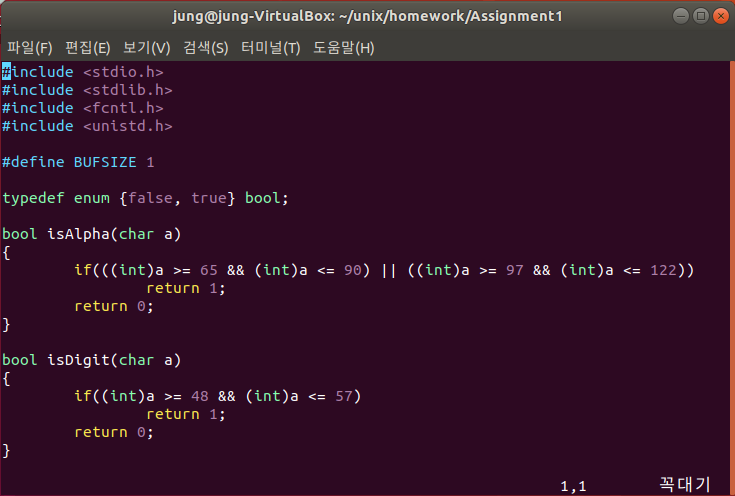 jung@jung-VirtualBox: ~/unix/homework/Assignment1
파일(F) 편집(E) 보기(V) 검색(S) 터미널(T) 도움말(H)
#include <stdio.h>
#include <stdlib.h>
#include <fcntl.h>
#include <unistd.h>
#define BUFSIZE 1
typedef enum {false, true} bool;
bool isAlpha(char a)
{
        if(((int)a >= 65 && (int)a <= 90) || ((int)a >= 97 && (int)a <= 122))
                return 1;
        return 0;
}
bool isDigit(char a)
{
        if((int)a >= 48 && (int)a <= 57)
                return 1;
        return 0;
}
1,1 꼭대기